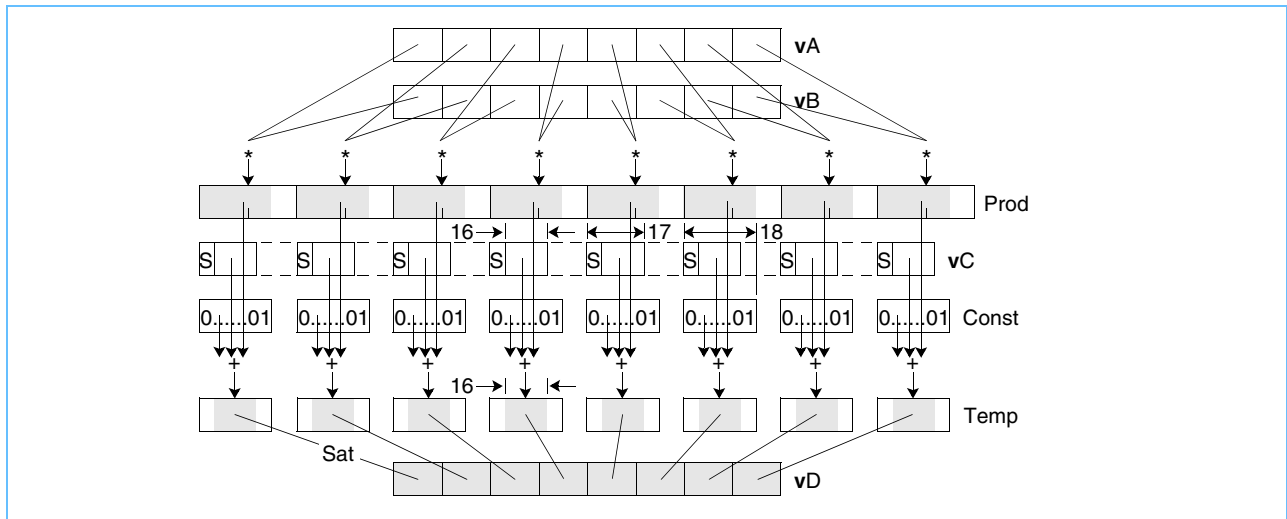 vA
vB
* * * * * * * *
Prod
16 17 18
S S S S S S S S vC
0......01 0......01 0......01 0......01 0......01 0......01 0......01 0......01 Const
+ + + + + + + +
16
Temp
Sat
vD